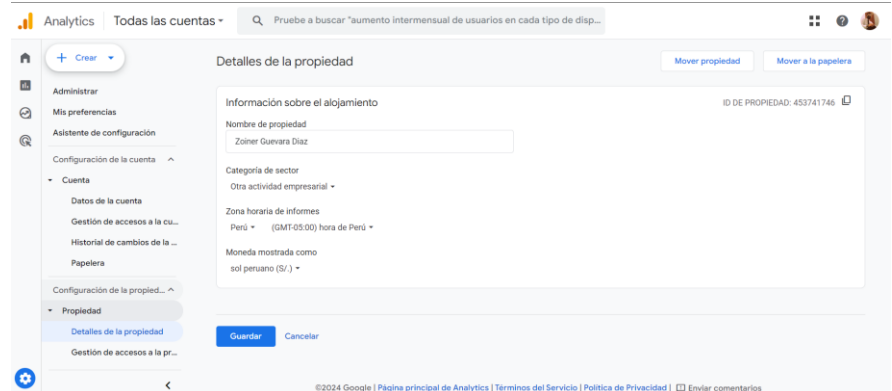 Analytics Todas las cuentas
Pruebe a buscar "aumento intermensual de usuarios en cada tipo de disp...
Crear
Administrar
Mis preferencias
Asistente de configuración
Configuración de la cuenta
Cuenta
Datos de la cuenta
Gestión de accesos a la cu...
Historial de cambios de la ...
Papelera
Configuración de la propied...
Propiedad
Detalles de la propiedad
Gestión de accesos a la pr...
Detalles de la propiedad
Mover propiedad
Mover a la papelera
Información sobre el alojamiento
ID DE PROPIEDAD: 453741746
Nombre de propiedad
Zoiner Guevara Diaz
Categoría de sector
Otra actividad empresarial
Zona horaria de informes
Perú (GMT-05:00) hora de Perú
Moneda mostrada como
sol peruano (S/.)
Guardar Cancelar
©2024 Google | Página principal de Analytics | Términos del Servicio | Política de Privacidad | Enviar comentarios